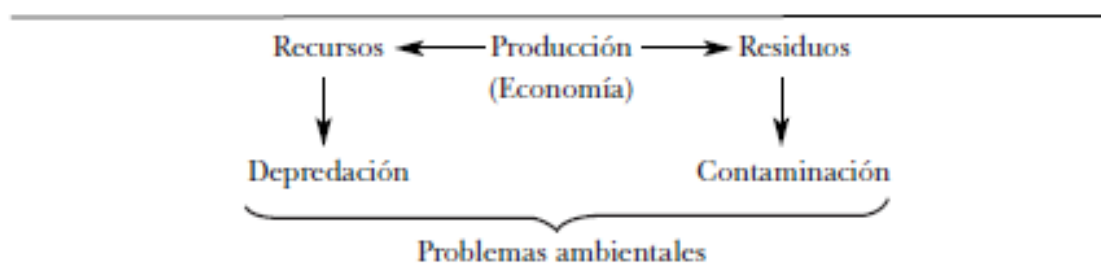 Recursos Producción Residuos
(Economía)
Depredación Contaminación
Problemas ambientales